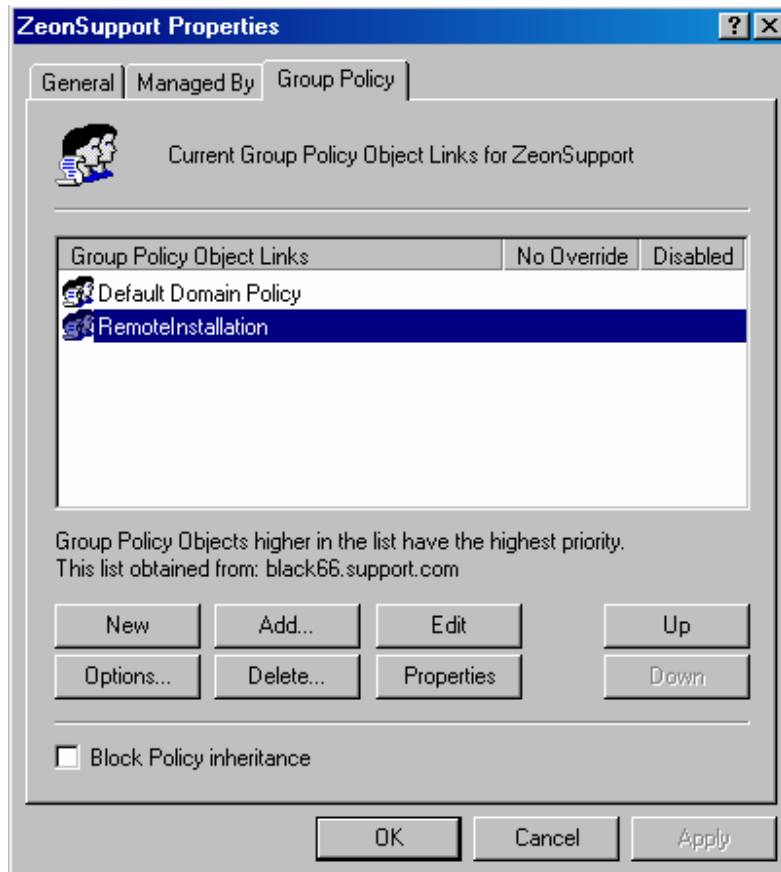 ZeonSupport Properties
General Managed By Group Policy
Current Group Policy Object Links for ZeonSupport
Group Policy Object Links No Override Disabled
Default Domain Policy
RemoteInstallation
Group Policy Objects higher in the list have the highest priority.
This list obtained from: black66.support.com
New Add... Edit Up
Options... Delete... Properties Down
Block Policy inheritance
OK Cancel Apply